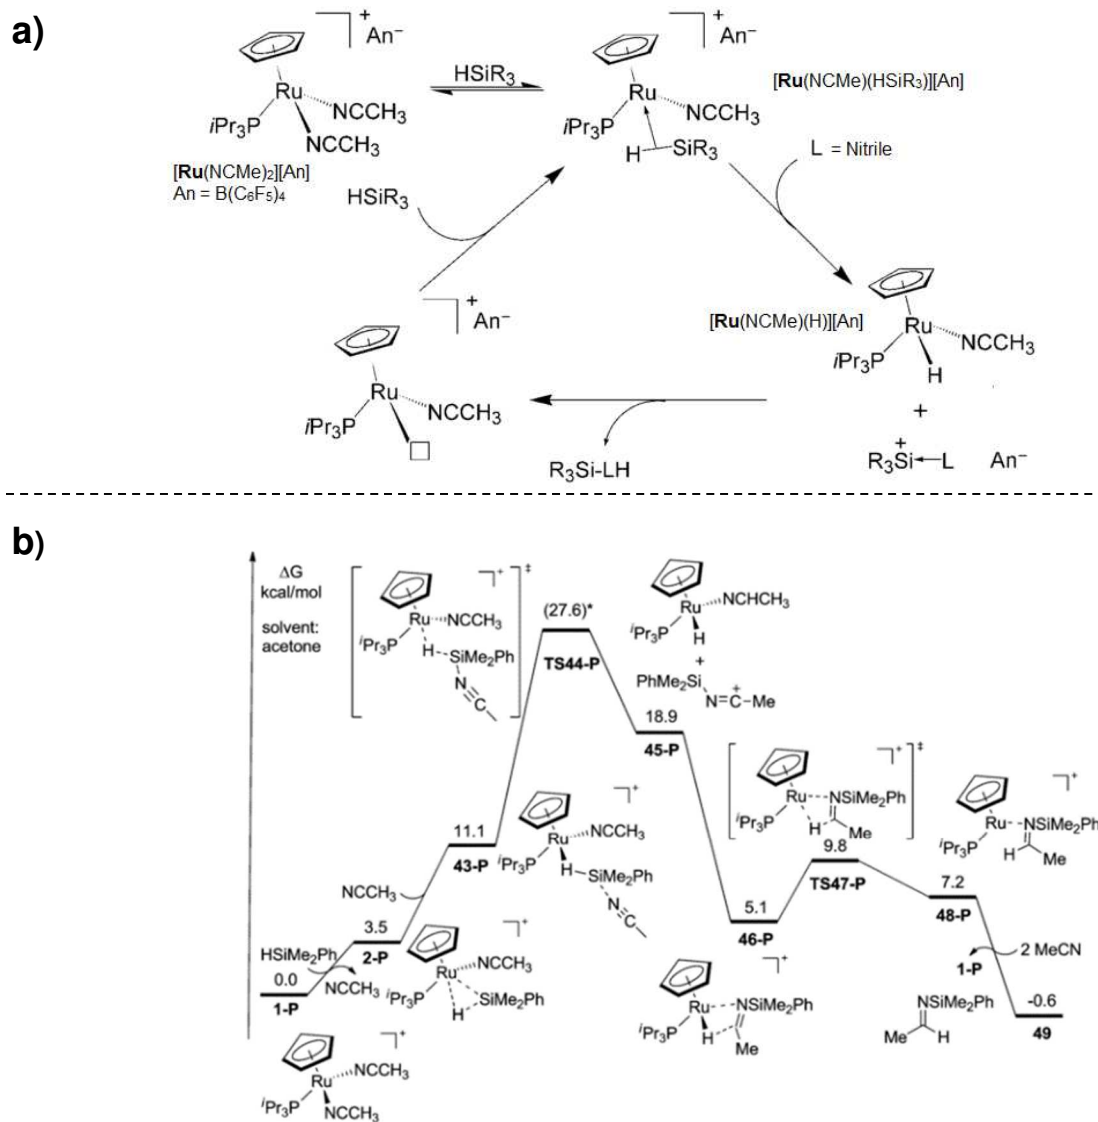 a)
+
An⁻
Ru
iPr₃P
NCCH₃
NCCH₃
[Ru(NCMe)₂][An]
An = B(C₆F₅)₄
HSiR₃
+
An⁻
Ru
iPr₃P
NCCH₃
H
SiR₃
[Ru(NCMe)(HSiR₃)][An]
L = Nitrile
HSiR₃
+
An⁻
Ru
iPr₃P
NCCH₃
[Ru(NCMe)(H)][An]
Ru
iPr₃P
NCCH₃
H
+
R₃Si+
L
An⁻
R₃Si-LH
b)
ΔG
kcal/mol
solvent:
acetone
+
‡
Ru
NCCH₃
iPr₃P
H
SiMe₂Ph
N
C
(27.6)*
TS44-P
+
Ru
NCHCH₃
iPr₃P
H
+
PhMe₂Si
N=C+-Me
18.9
45-P
+
‡
Ru
NSiMe₂Ph
iPr₃P
H
Me
9.8
TS47-P
+
Ru
NSiMe₂Ph
iPr₃P
H
Me
11.1
43-P
+
Ru
NCCH₃
iPr₃P
H
SiMe₂Ph
N
C
NCCH₃
3.5
2-P
+
Ru
NCCH₃
iPr₃P
SiMe₂Ph
H
HSiMe₂Ph
0.0
NCCH₃
1-P
+
Ru
NCCH₃
iPr₃P
NCCH₃
5.1
46-P
+
Ru
NSiMe₂Ph
iPr₃P
H
Me
7.2
48-P
2 MeCN
1-P
NSiMe₂Ph
Me
H
-0.6
49